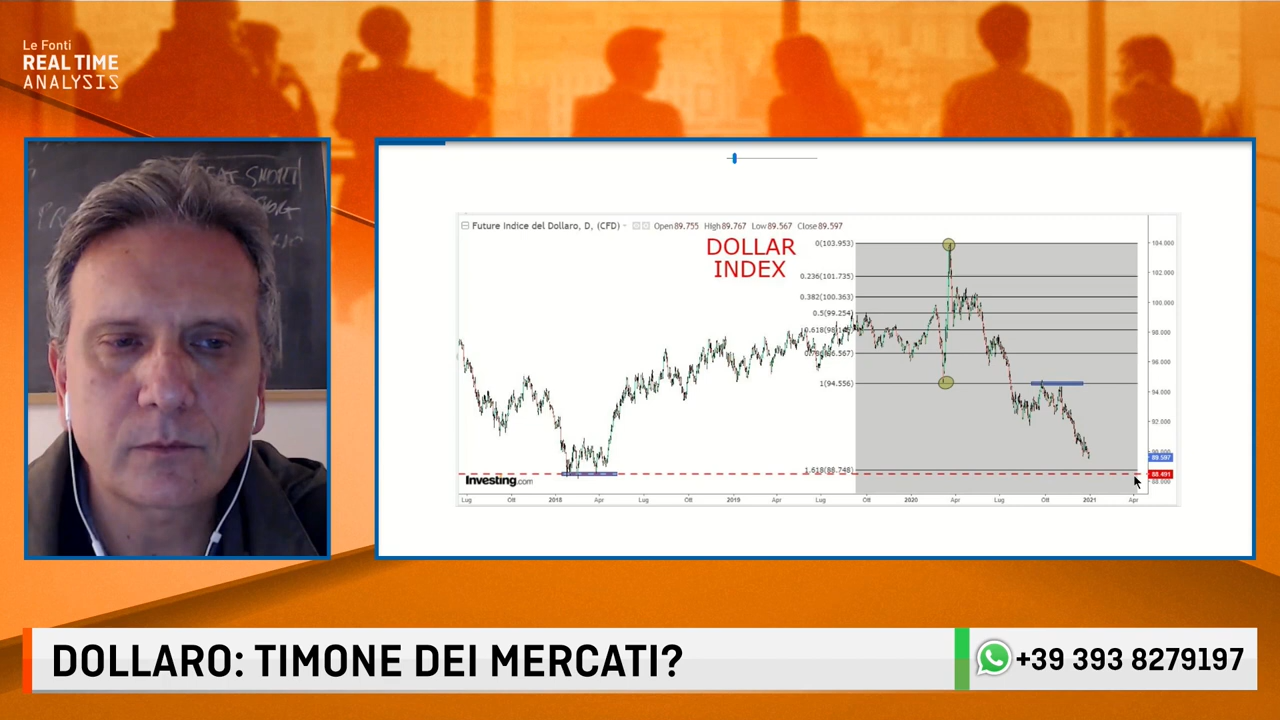 Le Fonti
REAL TIME
ANALYSIS
Future Indice del Dollaro, D, (CFD) Open 89.755 High 89.767 Low 89.567 Close 89.597
DOLLAR
INDEX
0(103.953)
0.236(101.735)
0.382(100.363)
0.5(99.254)
1(94.556)
1.618(88.748)
104.000
102.000
100.000
98.000
96.000
94.000
92.000
90.000
89.597
88.491
88.000
Investing.com
Lug Ott 2018 Apr Lug Ott 2019 Apr Lug Ott 2020 Apr Lug Ott 2021 Apr
DOLLARO: TIMONE DEI MERCATI?
+39 393 8279197